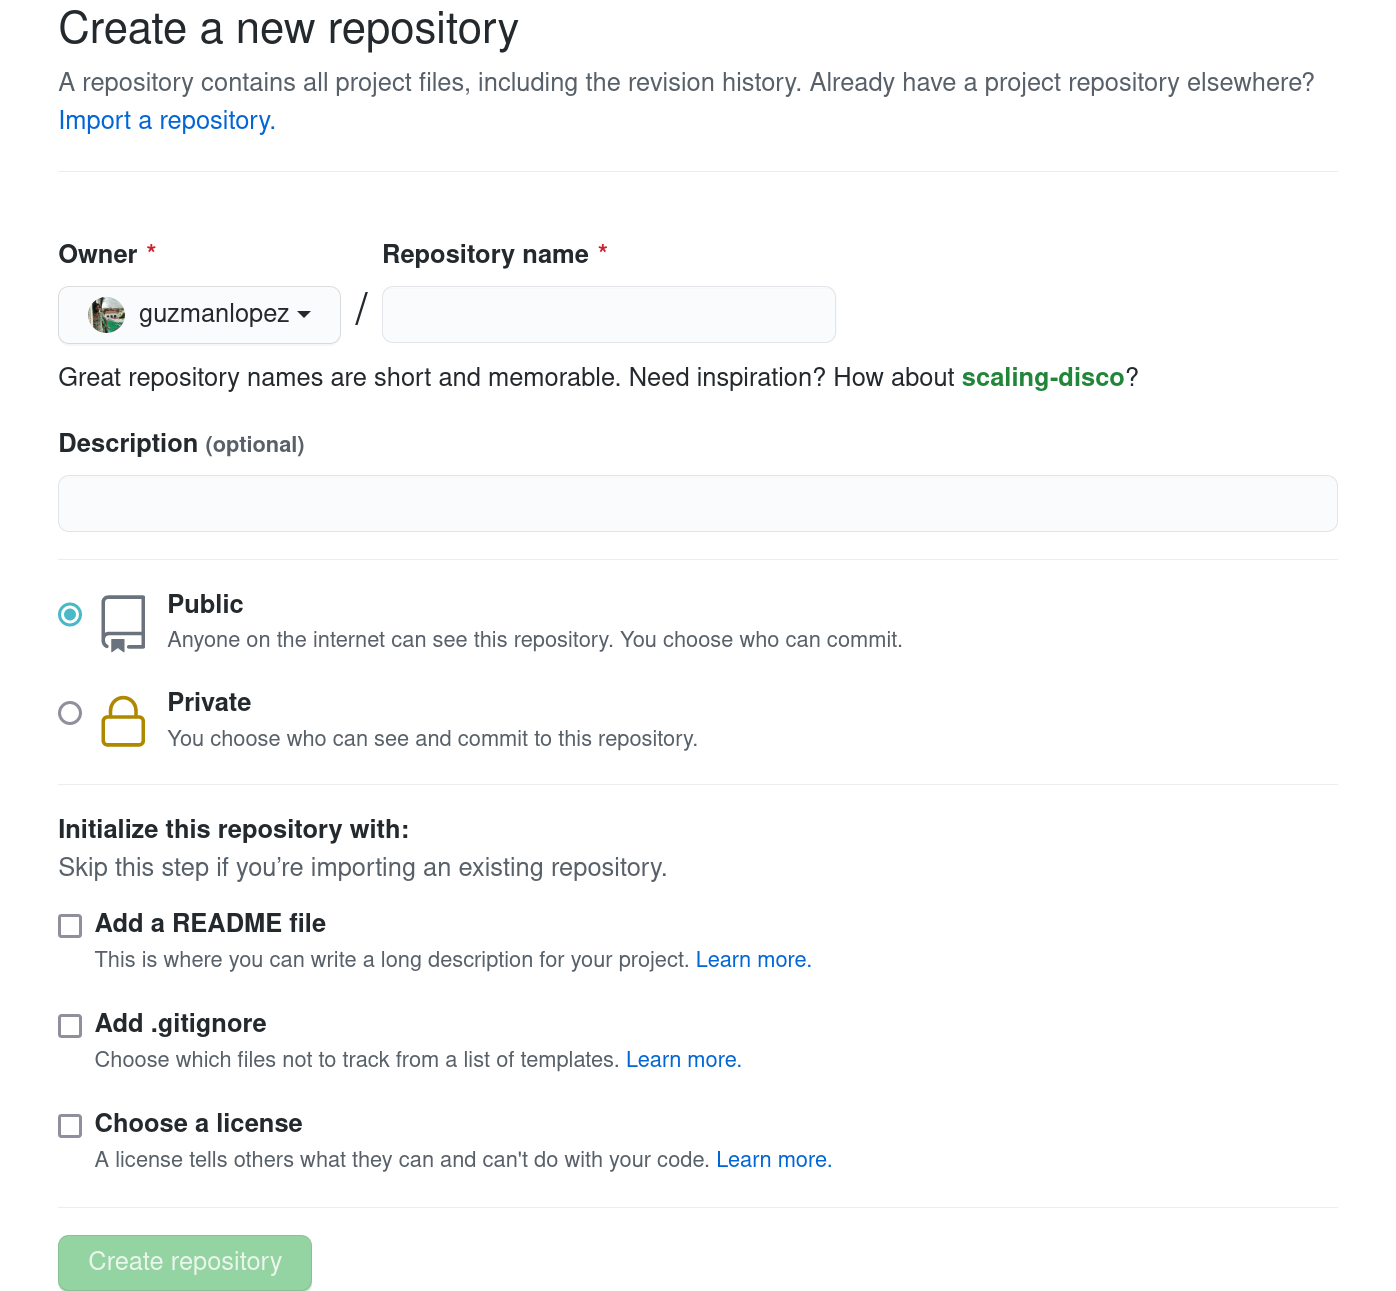 Create a new repository
A repository contains all project files, including the revision history. Already have a project repository elsewhere?
Import a repository.
Owner * Repository name *
guzmanlopez /
Great repository names are short and memorable. Need inspiration? How about scaling-disco?
Description (optional)
Public
Anyone on the internet can see this repository. You choose who can commit.
Private
You choose who can see and commit to this repository.
Initialize this repository with:
Skip this step if you’re importing an existing repository.
Add a README file
This is where you can write a long description for your project. Learn more.
Add .gitignore
Choose which files not to track from a list of templates. Learn more.
Choose a license
A license tells others what they can and can't do with your code. Learn more.
Create repository